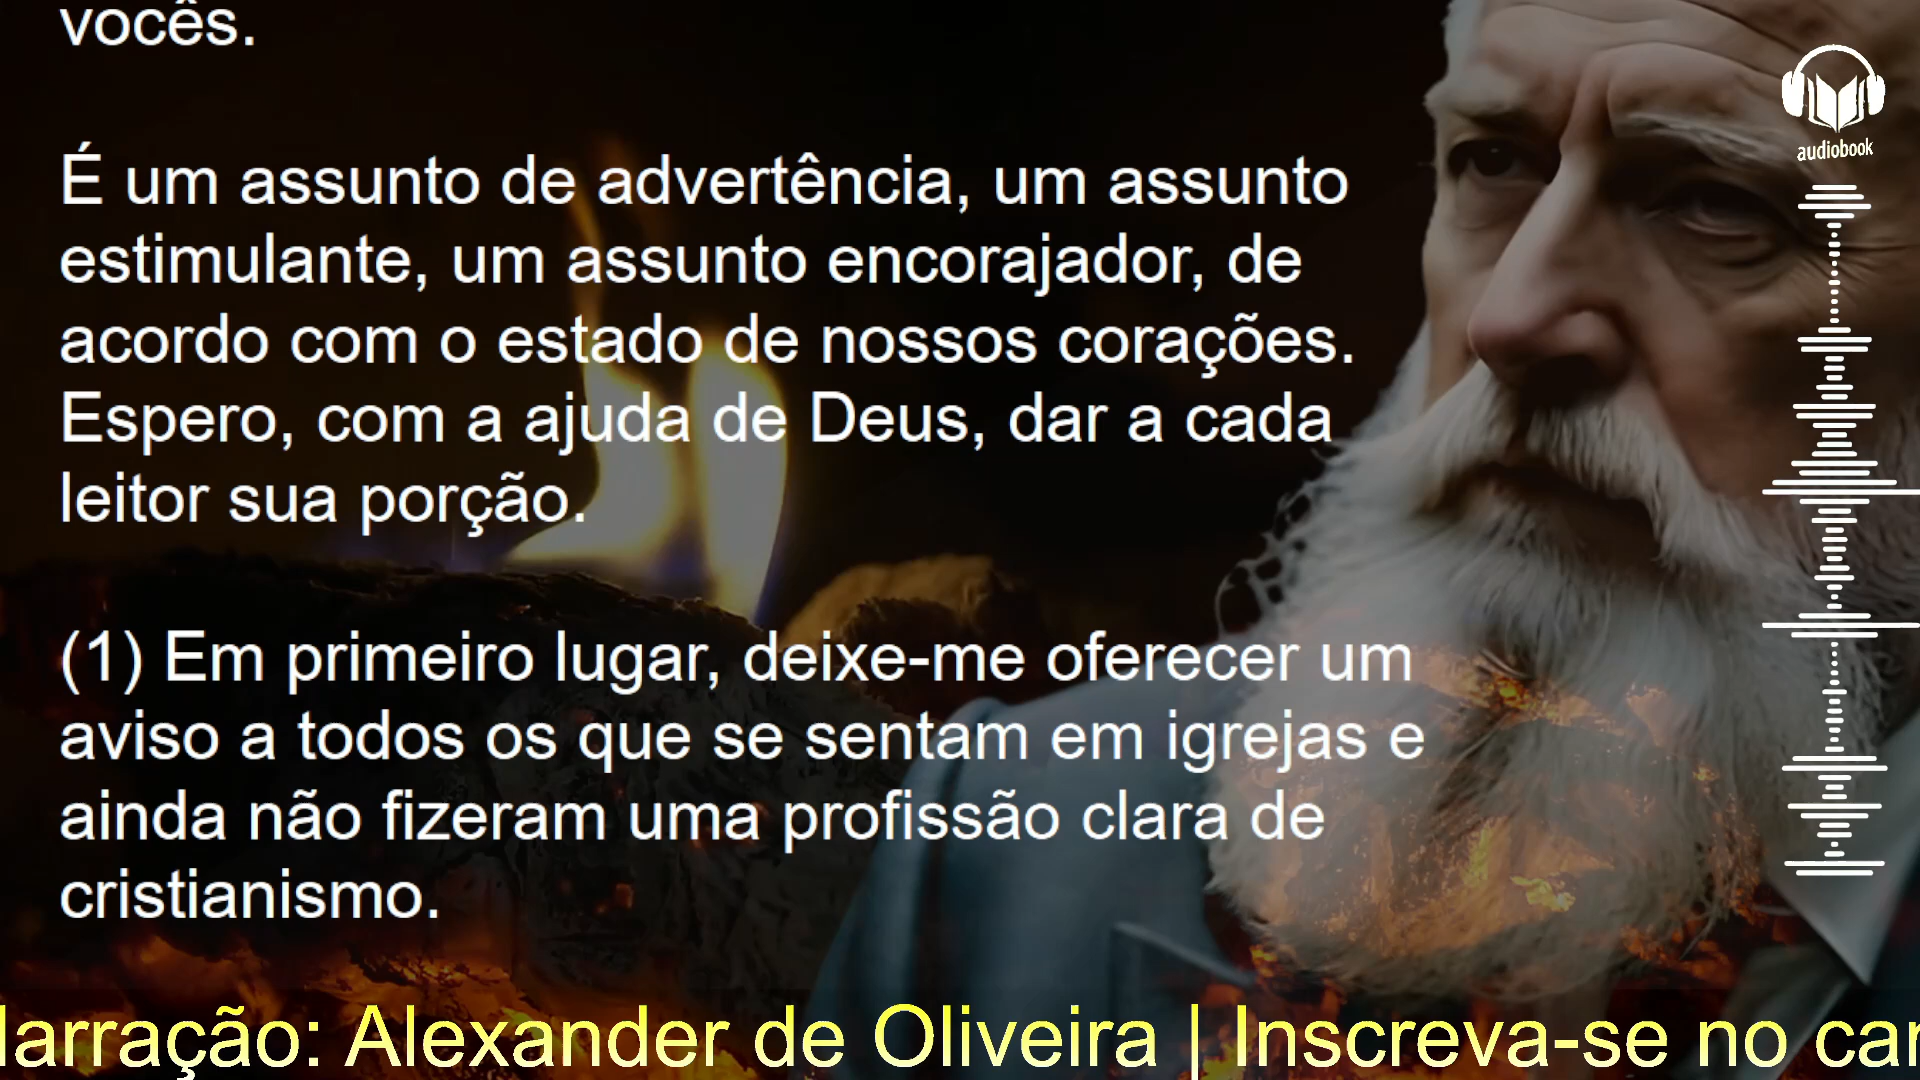 vocês.
É um assunto de advertência, um assunto
estimulante, um assunto encorajador, de
acordo com o estado de nossos corações.
Espero, com a ajuda de Deus, dar a cada
leitor sua porção.
(1) Em primeiro lugar, deixe-me oferecer um
aviso a todos os que se sentam em igrejas e
ainda não fizeram uma profissão clara de
cristianismo.
audiobook
arração: Alexander de Oliveira | Inscreva-se no